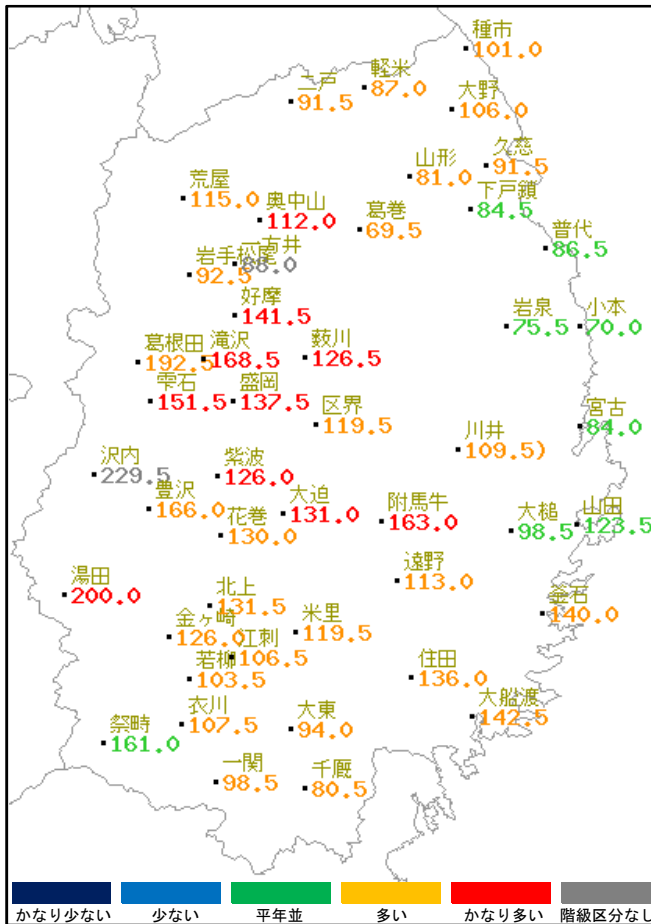 種市
101.0
軽米
87.0
二戸
91.5
大野
106.0
久慈
91.5
山形
81.0
荒屋
115.0
下戸鎖
84.5
奥中山
112.0
葛巻
69.5
普代
86.5
一方井
88.0
岩手松尾
92.5
好摩
141.5
岩泉
75.5
小本
70.0
葛根田
192.5
滝沢
168.5
薮川
126.5
雫石
151.5
盛岡
137.5
区界
119.5
宮古
84.0
川井
109.5)
沢内
229.5
紫波
126.0
豊沢
166.0
大迫
131.0
附馬牛
163.0
花巻
130.0
大槌
98.5
山田
123.5
湯田
200.0
遠野
113.0
北上
131.5
釜石
140.0
金ヶ崎
126.0
米里
119.5
江刺
106.5
若柳
103.5
住田
136.0
衣川
107.5
大東
94.0
大船渡
142.5
祭畤
161.0
一関
98.5
千厩
80.5
かなり少ない 少ない 平年並 多い かなり多い 階級区分なし